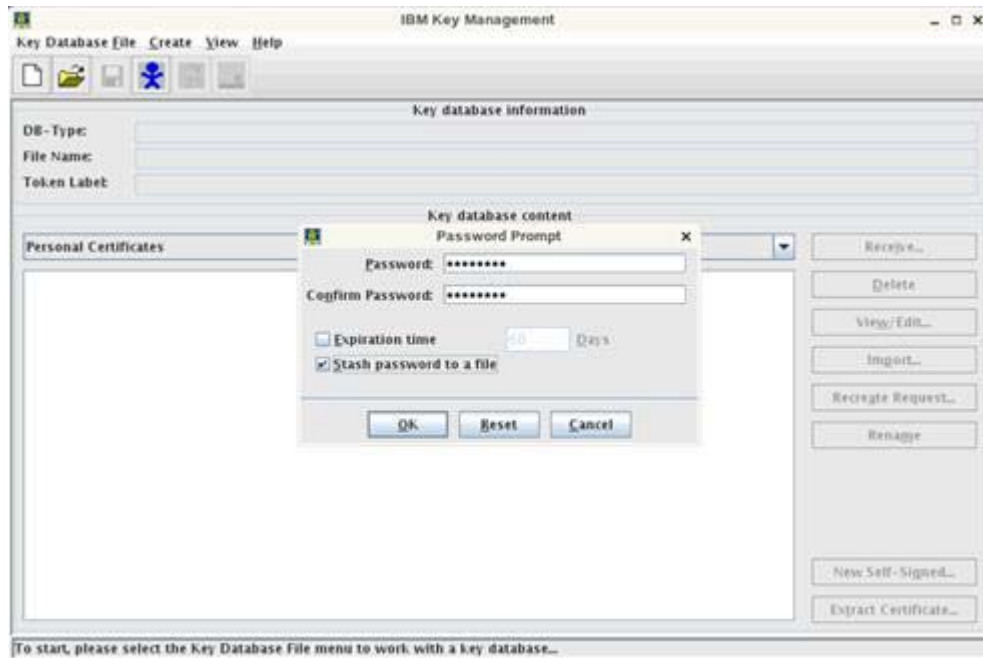 IBM Key Management
Key Database File Create View Help
Key database information
DB-Type:
File Name:
Token Label:
Key database content
Personal Certificates
Password Prompt
Password:
Confirm Password:
Expiration time 60 Days
Stash password to a file
OK Reset Cancel
Receive...
Delete
View/Edit...
Import...
Recreate Request...
Rename
New Self-Signed...
Extract Certificate...
To start, please select the Key Database File menu to work with a key database...